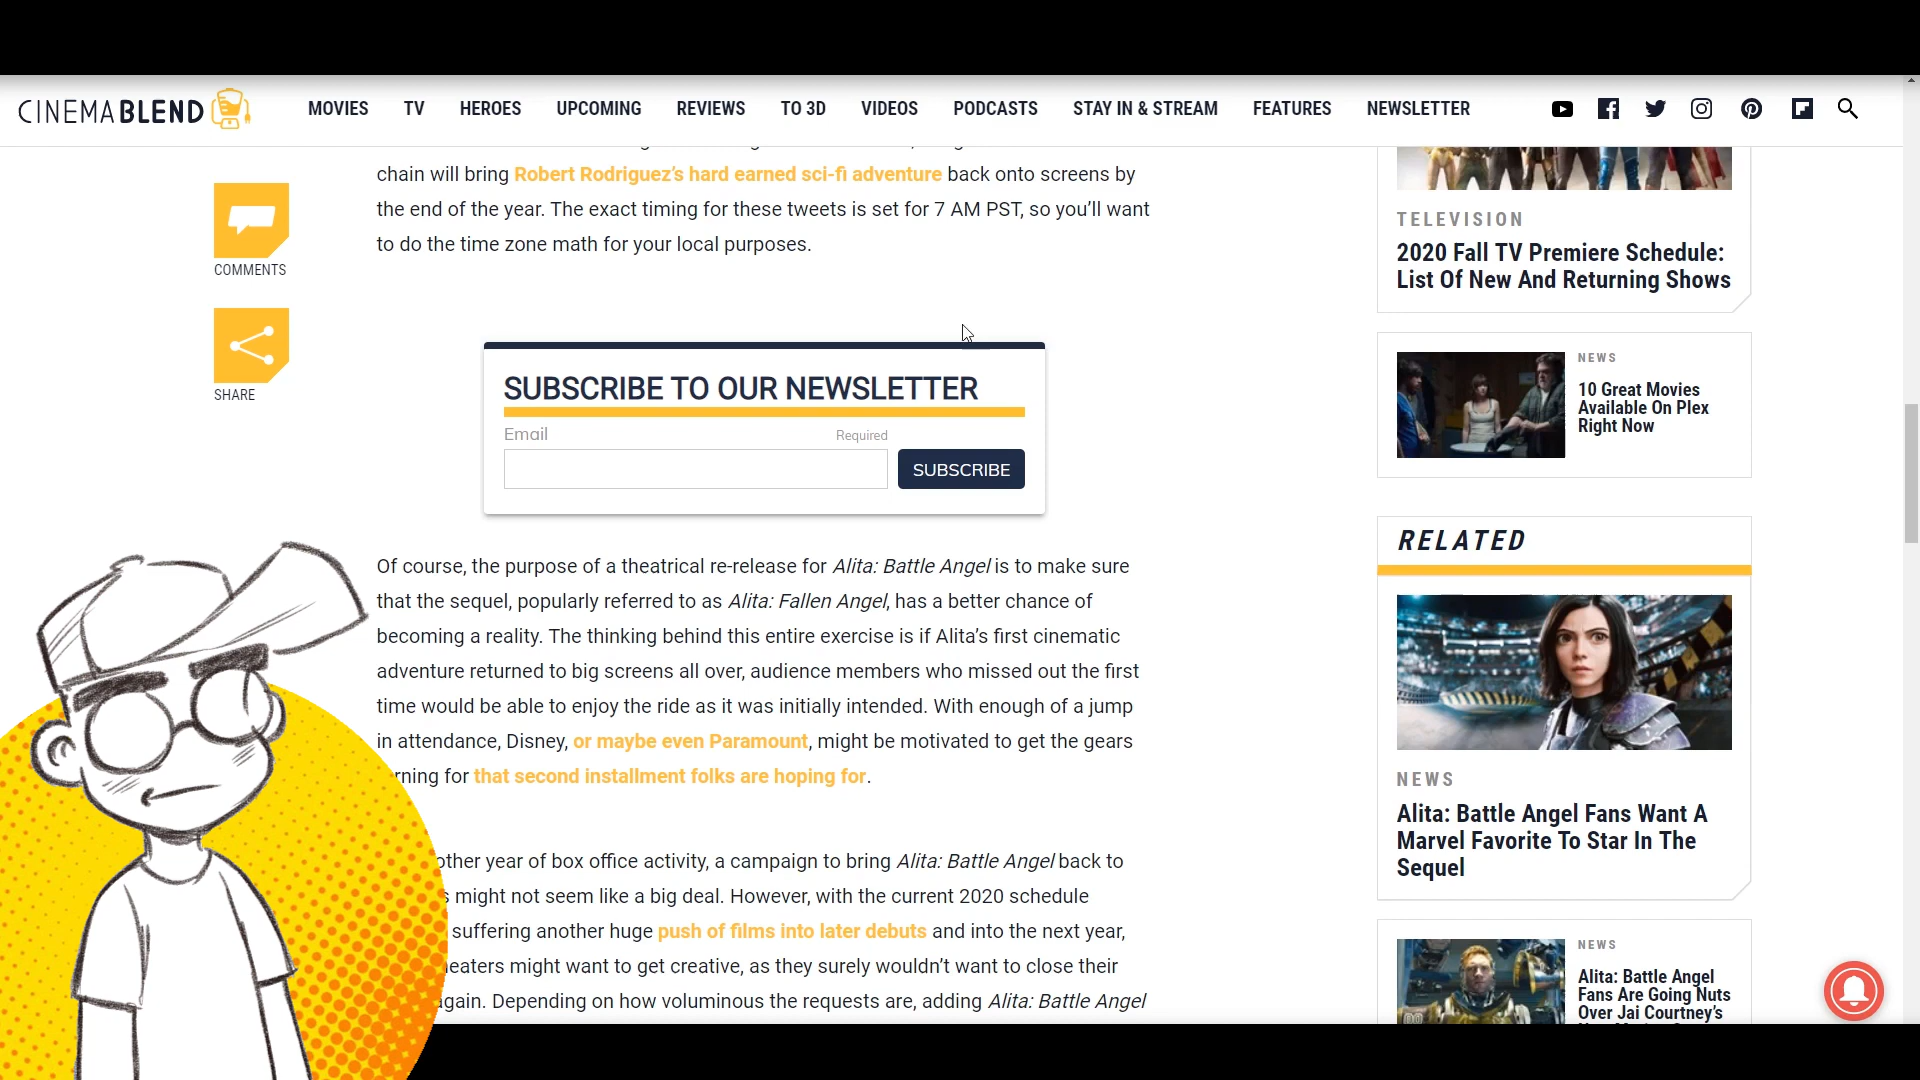 CINEMABLEND
MOVIES TV HEROES UPCOMING REVIEWS TO 3D VIDEOS PODCASTS STAY IN & STREAM FEATURES NEWSLETTER
chain will bring Robert Rodriguez's hard earned sci-fi adventure back onto screens by
the end of the year. The exact timing for these tweets is set for 7 AM PST, so you'll want
to do the time zone math for your local purposes.
COMMENTS
SHARE
SUBSCRIBE TO OUR NEWSLETTER
Email Required
SUBSCRIBE
Of course, the purpose of a theatrical re-release for Alita: Battle Angel is to make sure
that the sequel, popularly referred to as Alita: Fallen Angel, has a better chance of
becoming a reality. The thinking behind this entire exercise is if Alita's first cinematic
adventure returned to big screens all over, audience members who missed out the first
time would be able to enjoy the ride as it was initially intended. With enough of a jump
in attendance, Disney, or maybe even Paramount, might be motivated to get the gears
rning for that second installment folks are hoping for.
other year of box office activity, a campaign to bring Alita: Battle Angel back to
might not seem like a big deal. However, with the current 2020 schedule
suffering another huge push of films into later debuts and into the next year,
eaters might want to get creative, as they surely wouldn't want to close their
again. Depending on how voluminous the requests are, adding Alita: Battle Angel
TELEVISION
2020 Fall TV Premiere Schedule:
List Of New And Returning Shows
NEWS
10 Great Movies
Available On Plex
Right Now
RELATED
NEWS
Alita: Battle Angel Fans Want A
Marvel Favorite To Star In The
Sequel
NEWS
Alita: Battle Angel
Fans Are Going Nuts
Over Jai Courtney's